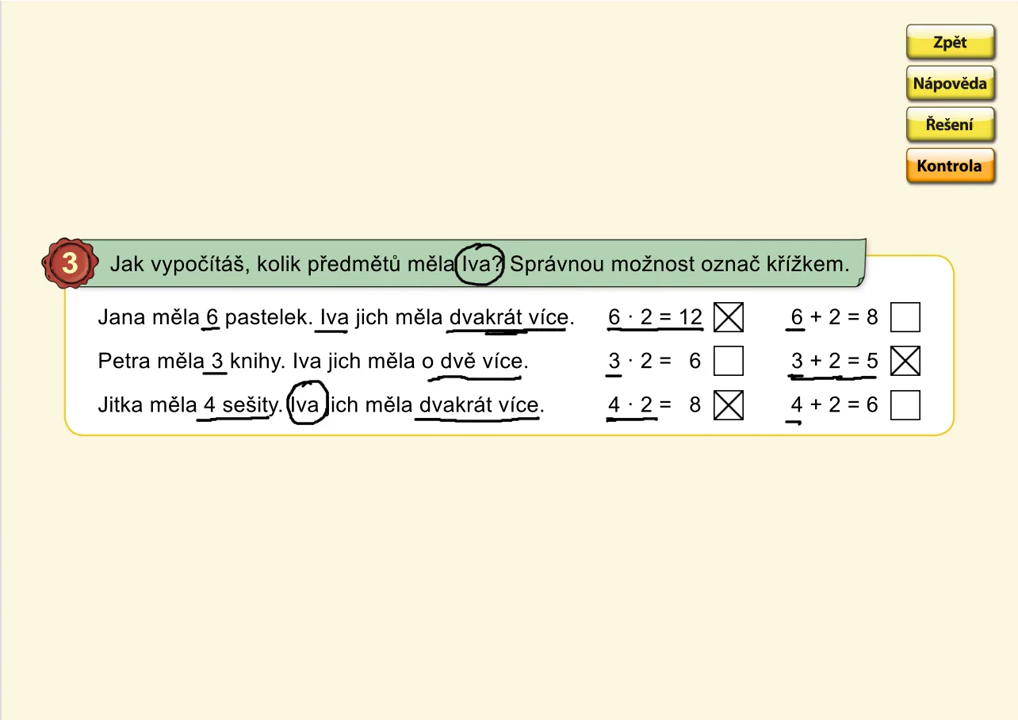 Zpět
Nápověda
Řešení
Kontrola
3 Jak vypočítáš, kolik předmětů měla Iva? Správnou možnost označ křížkem.
Jana měla 6 pastelek. Iva jich měla dvakrát více. 6 · 2 = 12 6 + 2 = 8
Petra měla 3 knihy. Iva jich měla o dvě více. 3 · 2 = 6 3 + 2 = 5
Jitka měla 4 sešity. Iva jich měla dvakrát více. 4 · 2 = 8 4 + 2 = 6